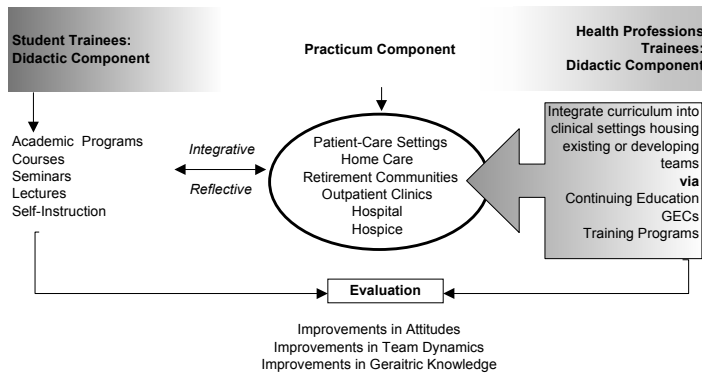 Student Trainees:
Didactic Component
Practicum Component
Health Professions
Trainees:
Didactic Component
Academic Programs
Courses
Seminars
Lectures
Self-Instruction
Integrative
Reflective
Patient-Care Settings
Home Care
Retirement Communities
Outpatient Clinics
Hospital
Hospice
Integrate curriculum into
clinical settings housing
existing or developing
teams
via
Continuing Education
GECs
Training Programs
Evaluation
Improvements in Attitudes
Improvements in Team Dynamics
Improvements in Geraitric Knowledge